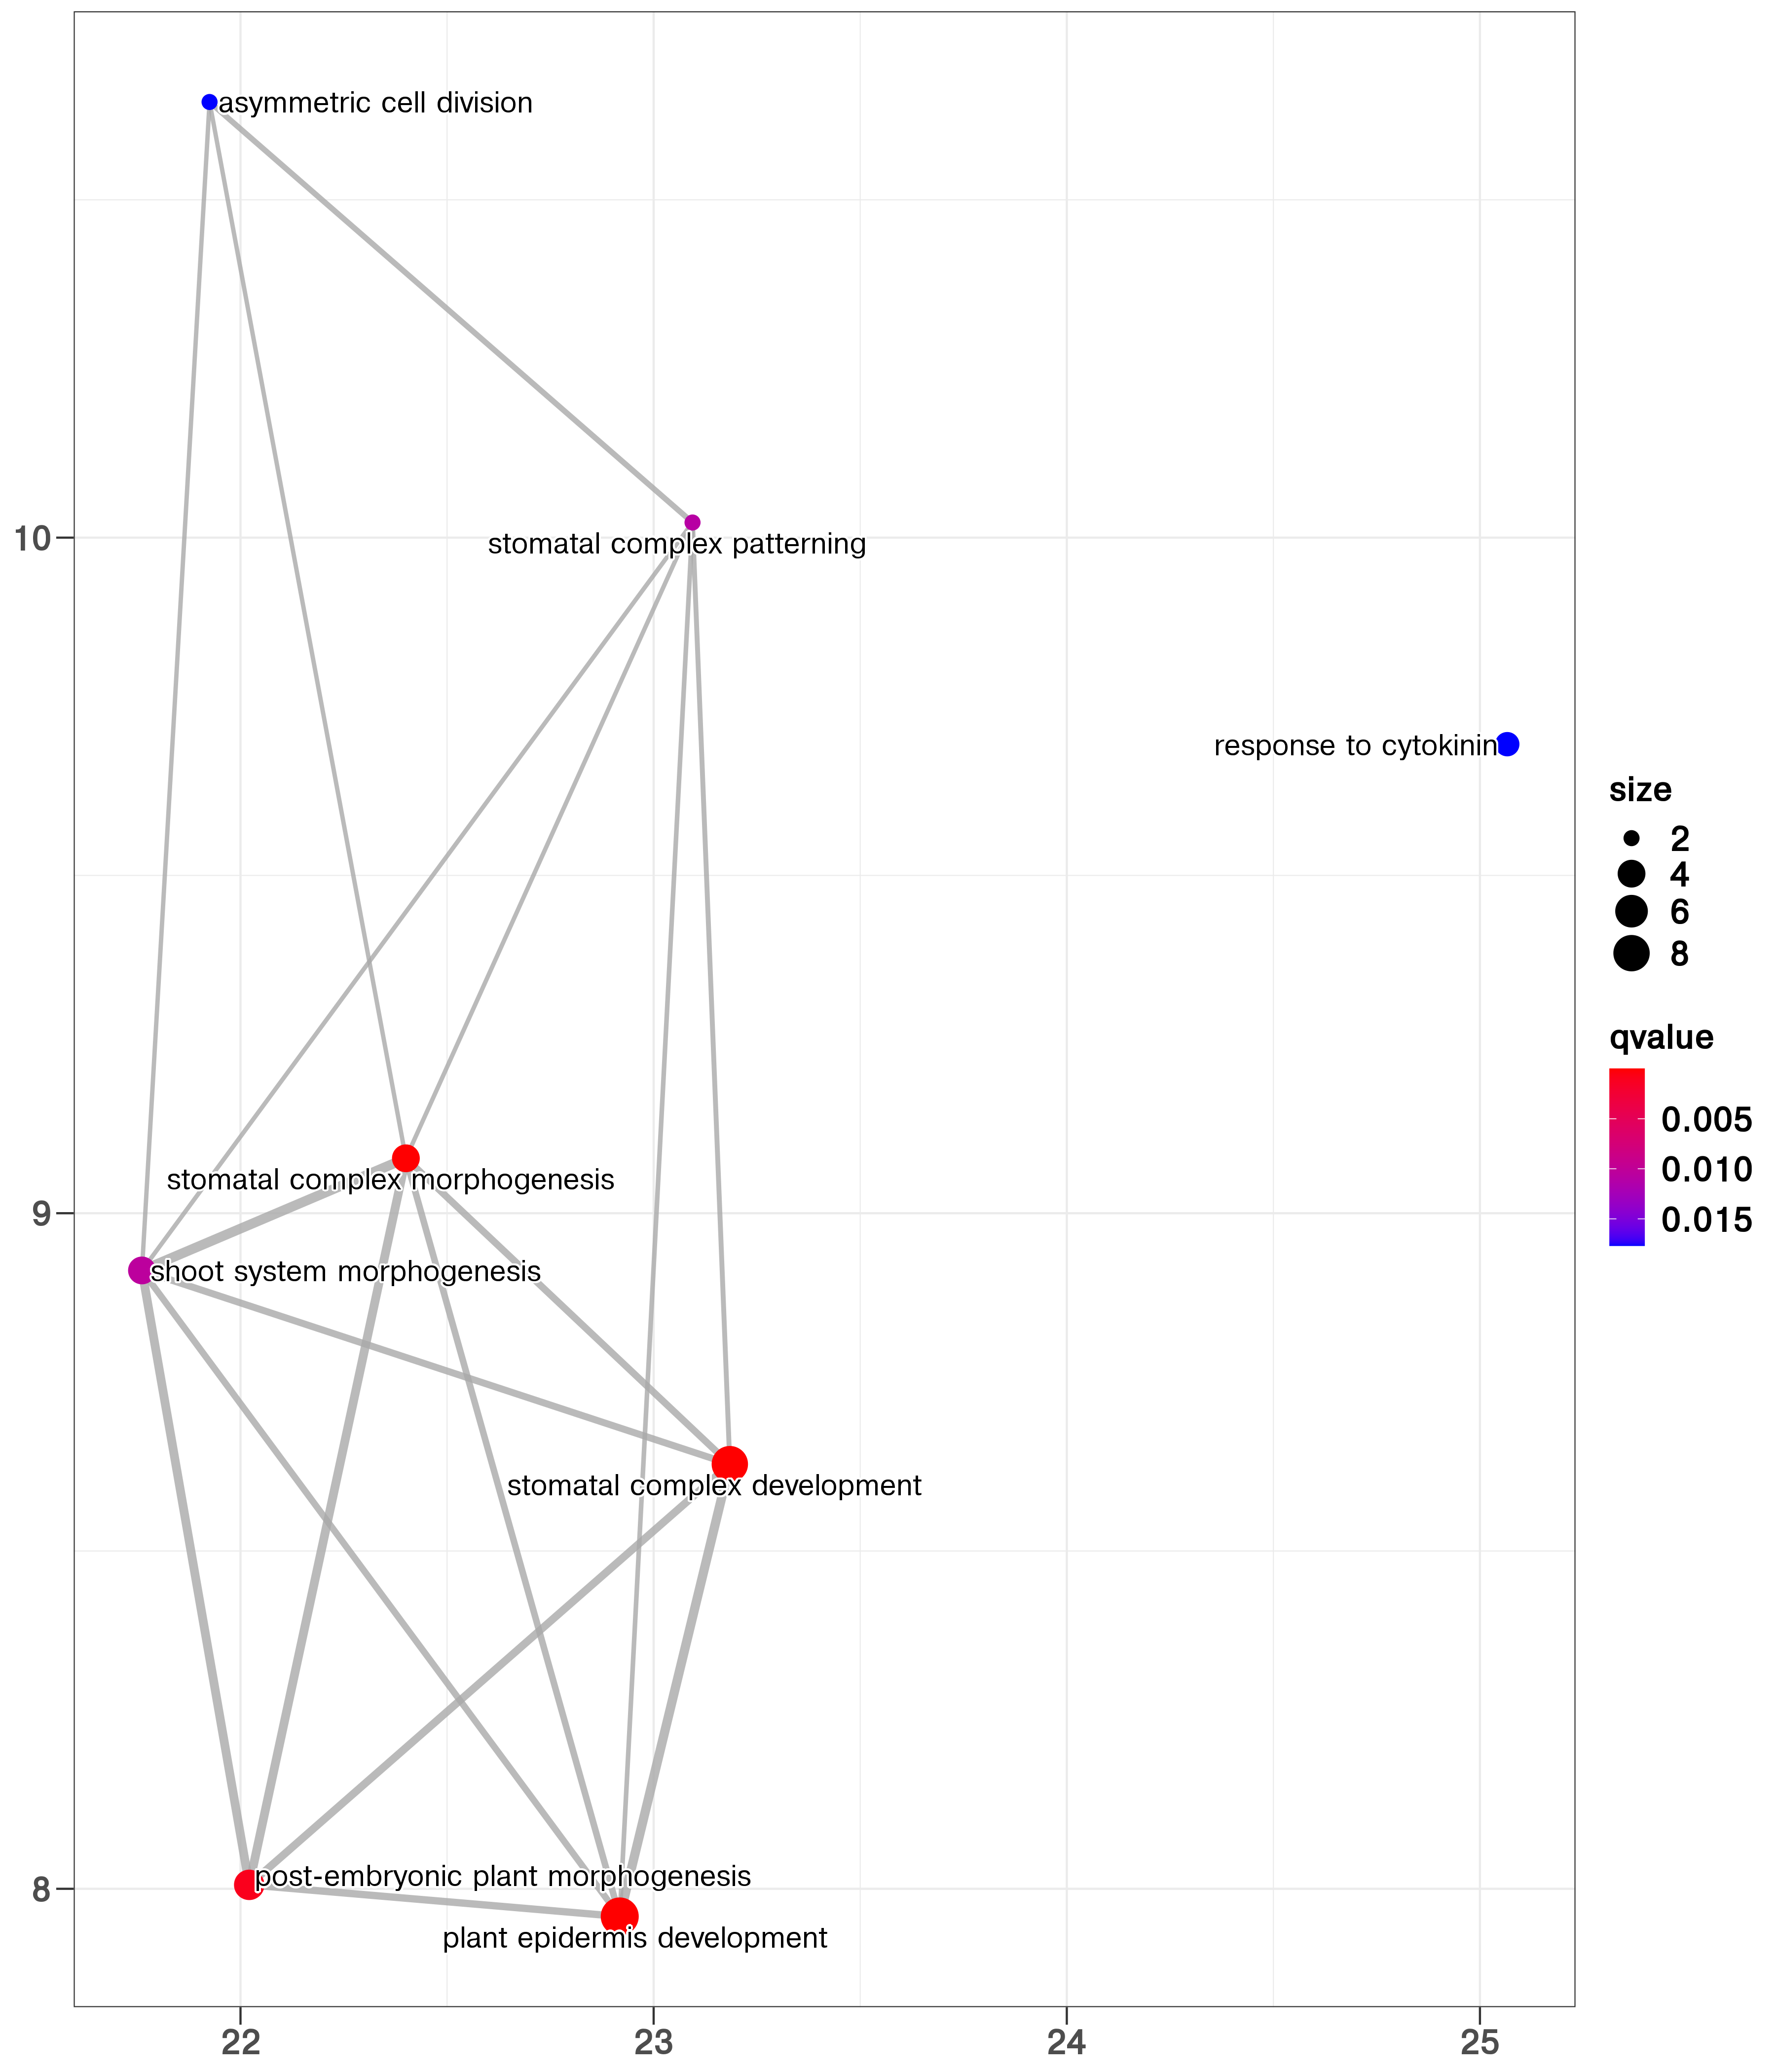 asymmetric cell division
10
stomatal complex patterning
response to cytokinin
size
2
4
6
8
qvalue
0.005
0.010
0.015
stomatal complex morphogenesis
9
shoot system morphogenesis
stomatal complex development
post-embryonic plant morphogenesis
8
plant epidermis development
22
23
24
25